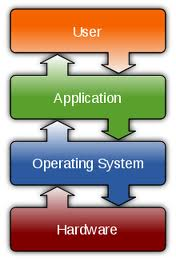 User
Application
Operating System
Hardware